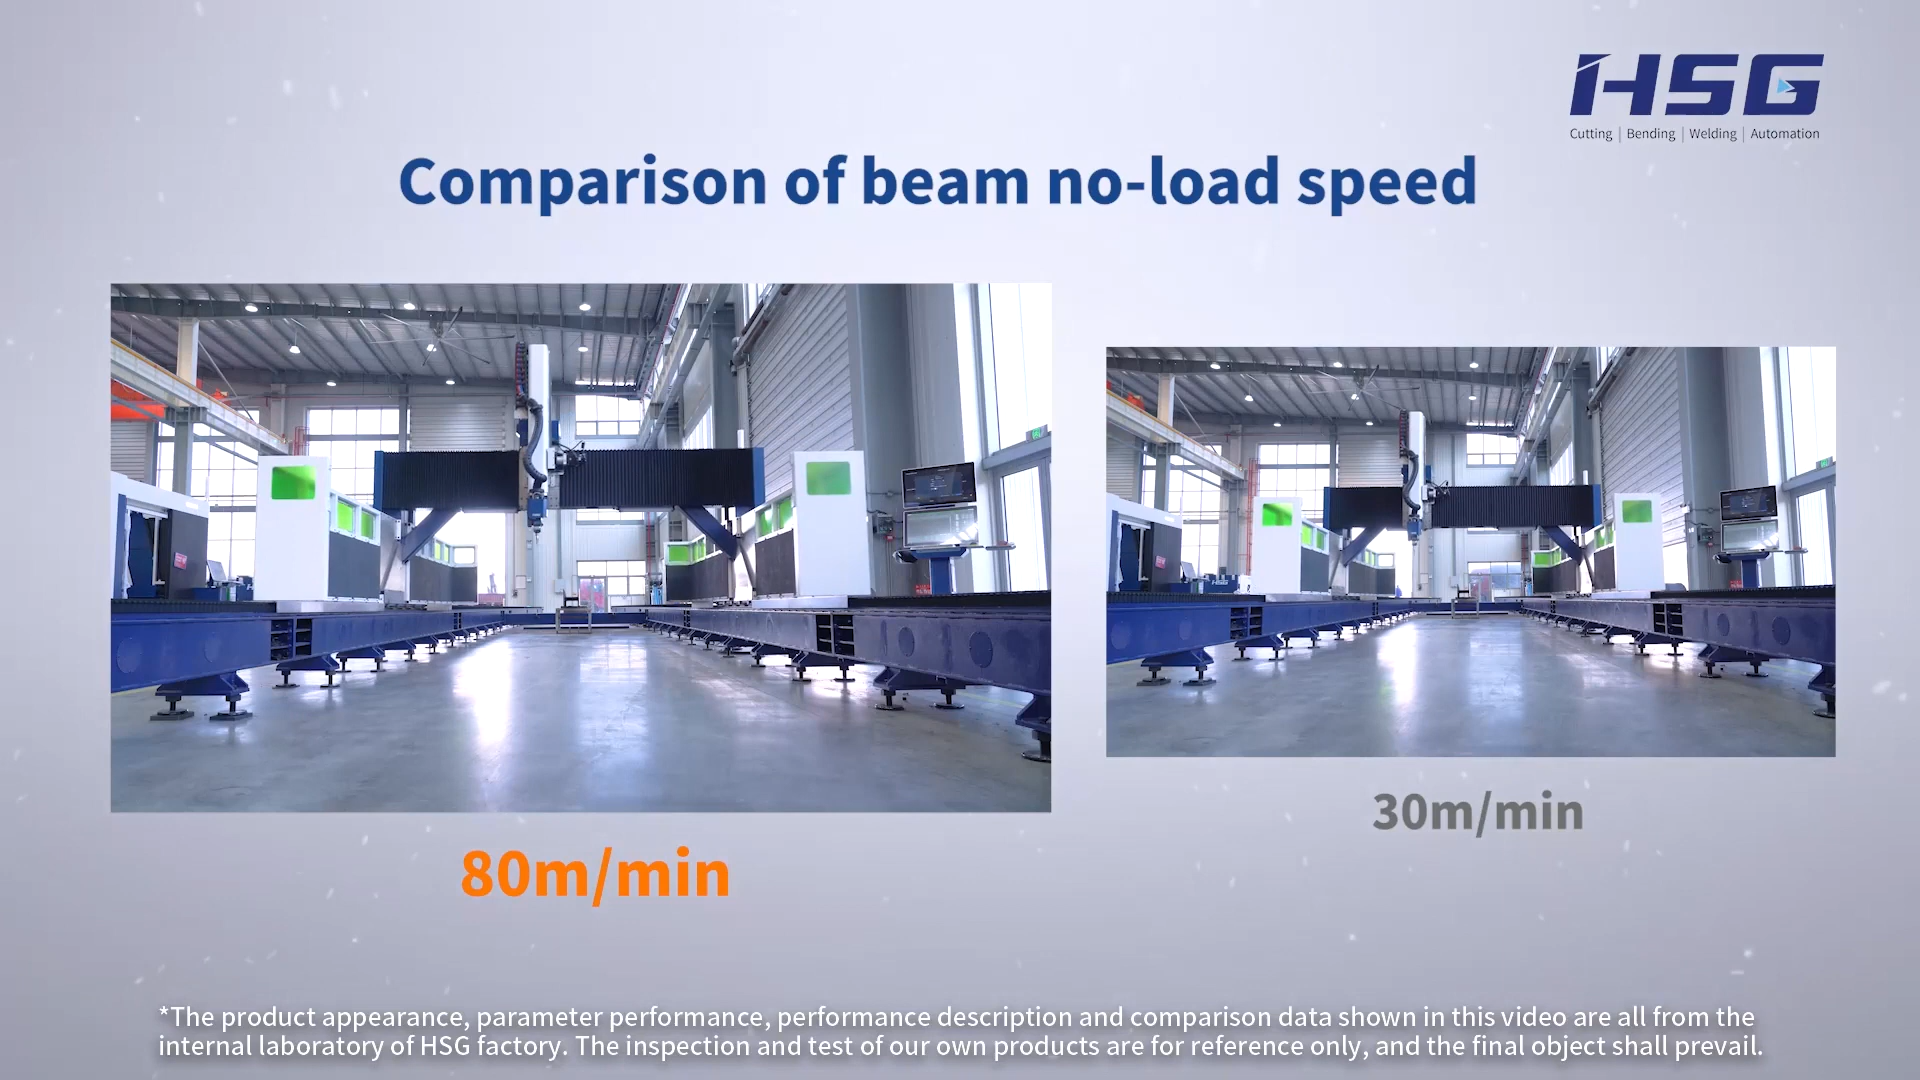 HSG
Cutting | Bending | Welding | Automation
Comparison of beam no-load speed
80m/min
30m/min
*The product appearance, parameter performance, performance description and comparison data shown in this video are all from the
internal laboratory of HSG factory. The inspection and test of our own products are for reference only, and the final object shall prevail.